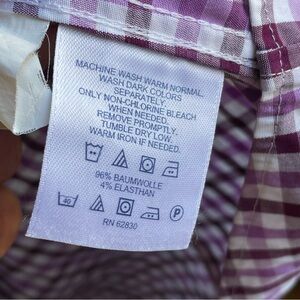 MACHINE WASH WARM NORMAL.
WASH DARK COLORS
SEPARATELY.
ONLY NON-CHLORINE BLEACH
WHEN NEEDED.
REMOVE PROMPTLY.
TUMBLE DRY LOW.
WARM IRON IF NEEDED.
96% BAUMWOLLE
4% ELASTHAN
40 P
RN 62830